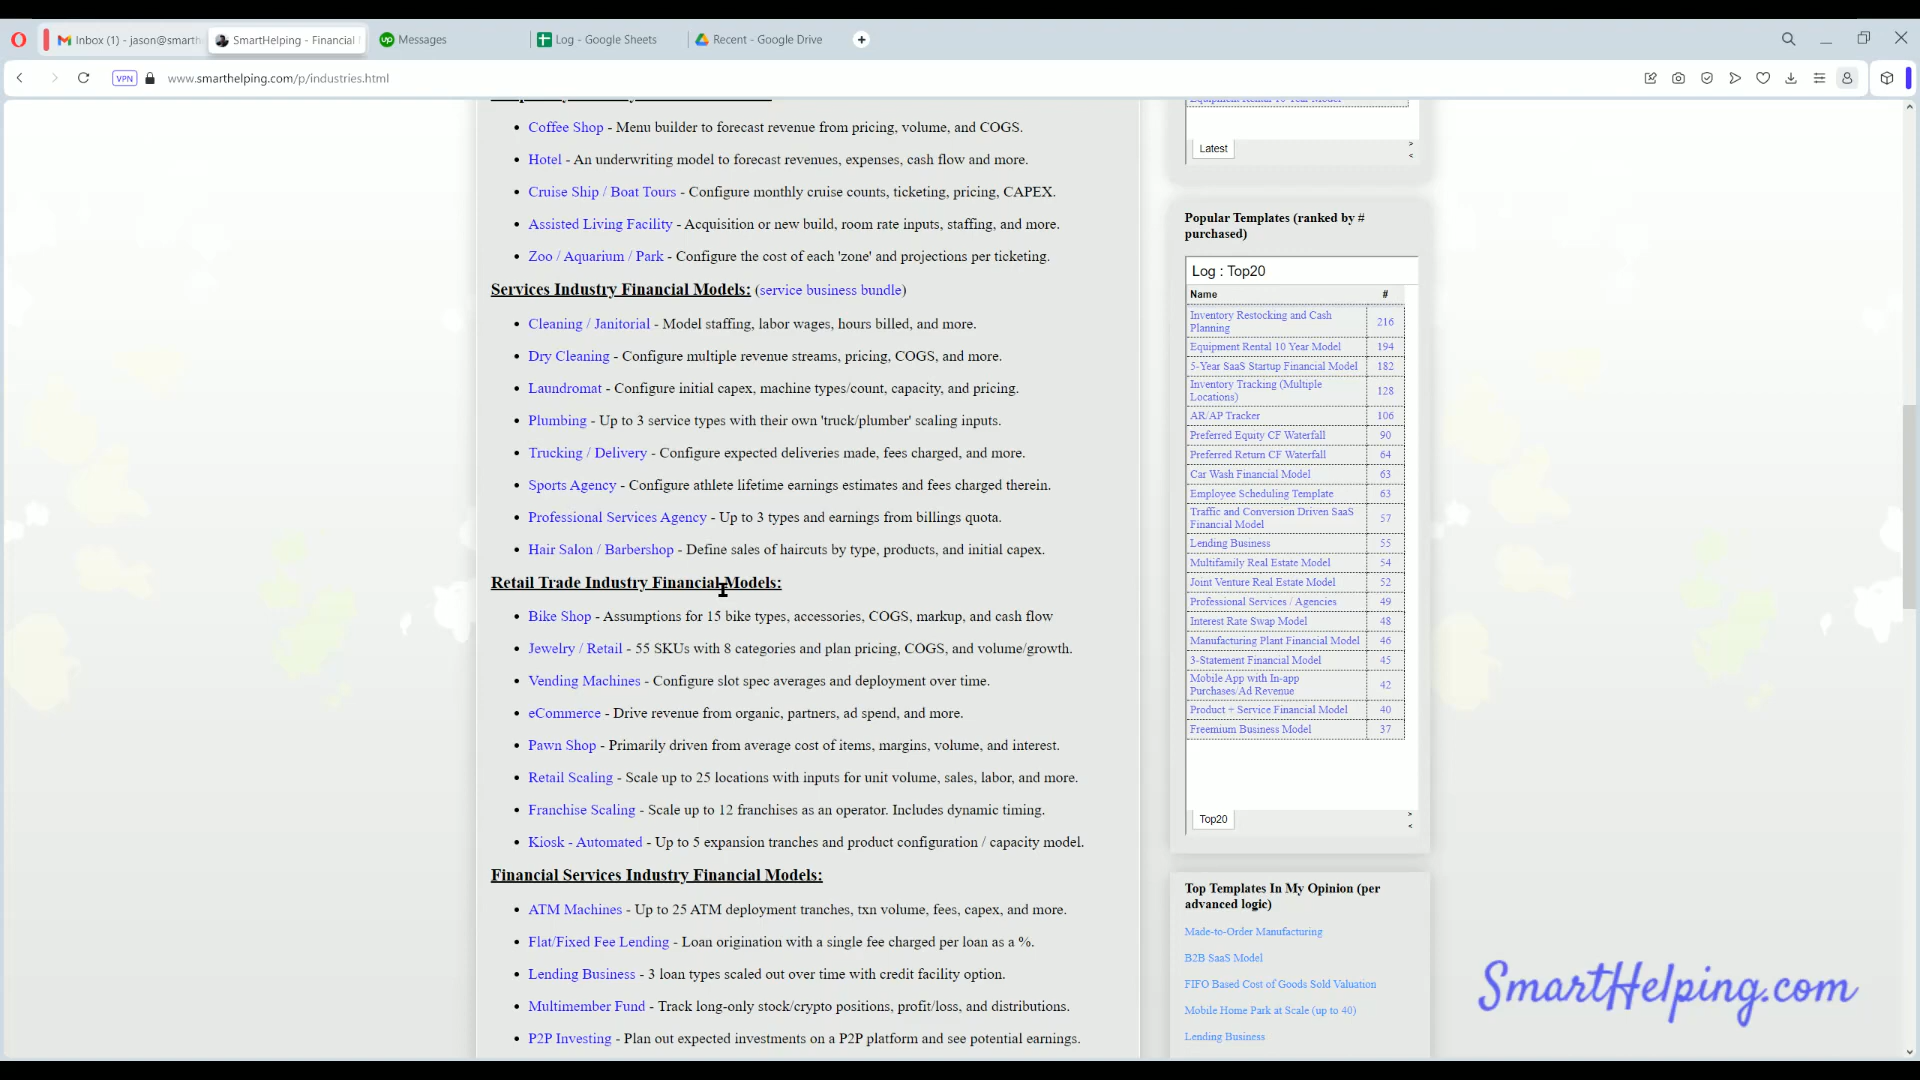 Inbox (1) - jason@smarth
SmartHelping - Financial
Messages
Log - Google Sheets
Recent - Google Drive
VPN
www.smarthelping.com/p/industries.html
Coffee Shop - Menu builder to forecast revenue from pricing, volume, and COGS.
Hotel - An underwriting model to forecast revenues, expenses, cash flow and more.
Cruise Ship / Boat Tours - Configure monthly cruise counts, ticketing, pricing, CAPEX.
Assisted Living Facility - Acquisition or new build, room rate inputs, staffing, and more.
Zoo / Aquarium / Park - Configure the cost of each 'zone' and projections per ticketing.
Services Industry Financial Models: (service business bundle)
Cleaning / Janitorial - Model staffing, labor wages, hours billed, and more.
Dry Cleaning - Configure multiple revenue streams, pricing, COGS, and more.
Laundromat - Configure initial capex, machine types/count, capacity, and pricing.
Plumbing - Up to 3 service types with their own 'truck/plumber' scaling inputs.
Trucking / Delivery - Configure expected deliveries made, fees charged, and more.
Sports Agency - Configure athlete lifetime earnings estimates and fees charged therein.
Professional Services Agency - Up to 3 types and earnings from billings quota.
Hair Salon / Barbershop - Define sales of haircuts by type, products, and initial capex.
Retail Trade Industry Financial Models:
Bike Shop - Assumptions for 15 bike types, accessories, COGS, markup, and cash flow
Jewelry / Retail - 55 SKUs with 8 categories and plan pricing, COGS, and volume/growth.
Vending Machines - Configure slot spec averages and deployment over time.
eCommerce - Drive revenue from organic, partners, ad spend, and more.
Pawn Shop - Primarily driven from average cost of items, margins, volume, and interest.
Retail Scaling - Scale up to 25 locations with inputs for unit volume, sales, labor, and more.
Franchise Scaling - Scale up to 12 franchises as an operator. Includes dynamic timing.
Kiosk - Automated - Up to 5 expansion tranches and product configuration / capacity model.
Financial Services Industry Financial Models:
ATM Machines - Up to 25 ATM deployment tranches, txn volume, fees, capex, and more.
Flat/Fixed Fee Lending - Loan origination with a single fee charged per loan as a %.
Lending Business - 3 loan types scaled out over time with credit facility option.
Multimember Fund - Track long-only stock/crypto positions, profit/loss, and distributions.
P2P Investing - Plan out expected investments on a P2P platform and see potential earnings.
Equipment Rental 10 Year Model
Latest
Popular Templates (ranked by #
purchased)
Log : Top20
Name #
Inventory Restocking and Cash
Planning 216
Equipment Rental 10 Year Model 194
5-Year SaaS Startup Financial Model 182
Inventory Tracking (Multiple
Locations) 128
AR/AP Tracker 106
Preferred Equity CF Waterfall 90
Preferred Return CF Waterfall 64
Car Wash Financial Model 63
Employee Scheduling Template 63
Traffic and Conversion Driven SaaS
Financial Model 57
Lending Business 55
Multifamily Real Estate Model 54
Joint Venture Real Estate Model 52
Professional Services / Agencies 49
Interest Rate Swap Model 48
Manufacturing Plant Financial Model 46
3-Statement Financial Model 45
Mobile App with In-app
Purchases/Ad Revenue 42
Product + Service Financial Model 40
Freemium Business Model 37
Top20
Top Templates In My Opinion (per
advanced logic)
Made-to-Order Manufacturing
B2B SaaS Model
FIFO Based Cost of Goods Sold Valuation
Mobile Home Park at Scale (up to 40)
Lending Business
SmartHelping.com